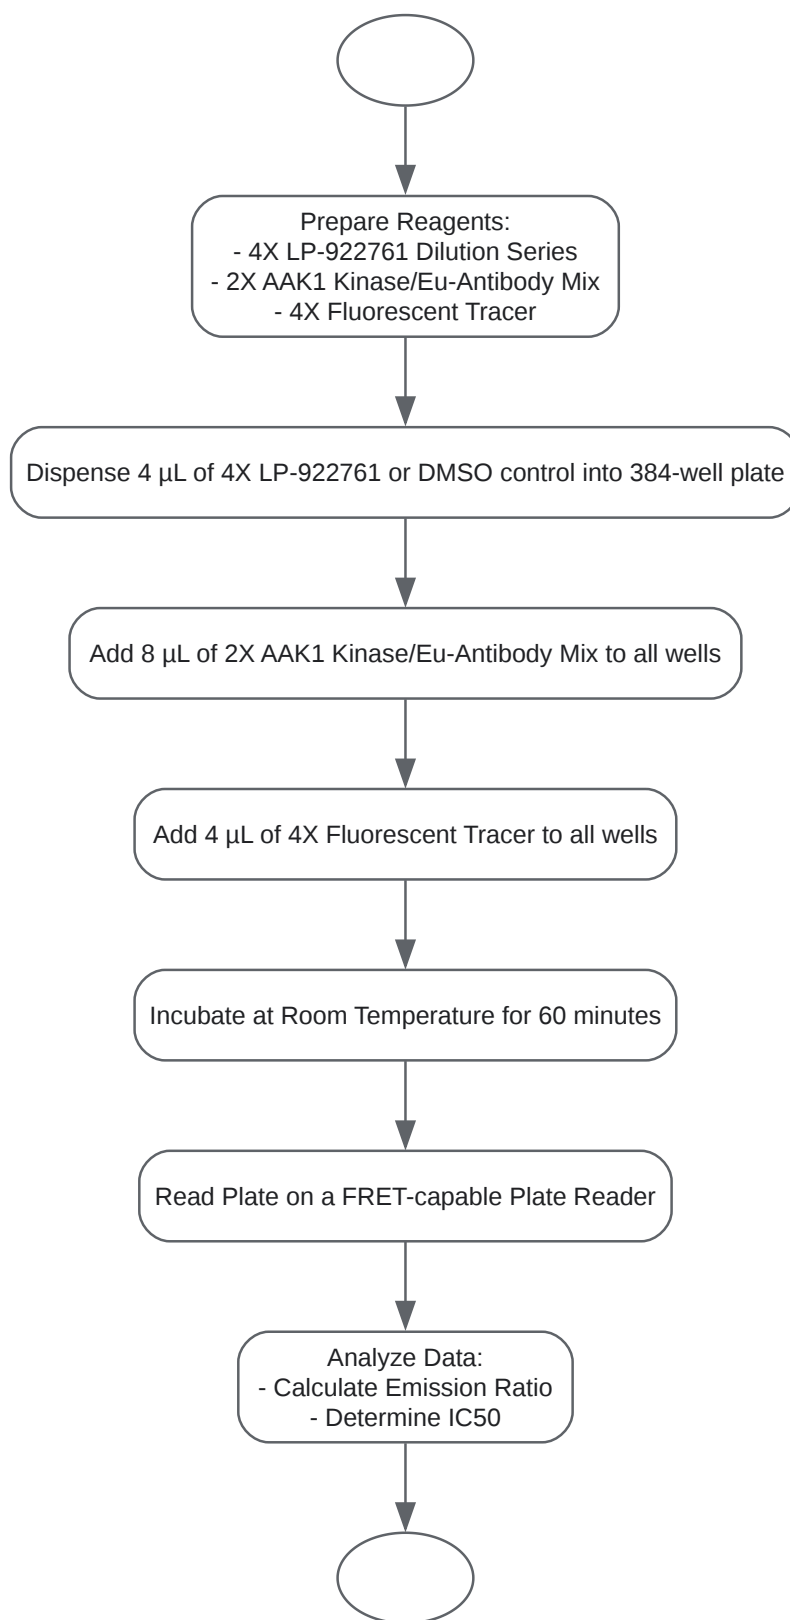 Prepare Reagents:
- 4X LP-922761 Dilution Series
- 2X AAK1 Kinase/Eu-Antibody Mix
- 4X Fluorescent Tracer
Dispense 4 µL of 4X LP-922761 or DMSO control into 384-well plate
Add 8 µL of 2X AAK1 Kinase/Eu-Antibody Mix to all wells
Add 4 µL of 4X Fluorescent Tracer to all wells
Incubate at Room Temperature for 60 minutes
Read Plate on a FRET-capable Plate Reader
Analyze Data:
- Calculate Emission Ratio
- Determine IC50